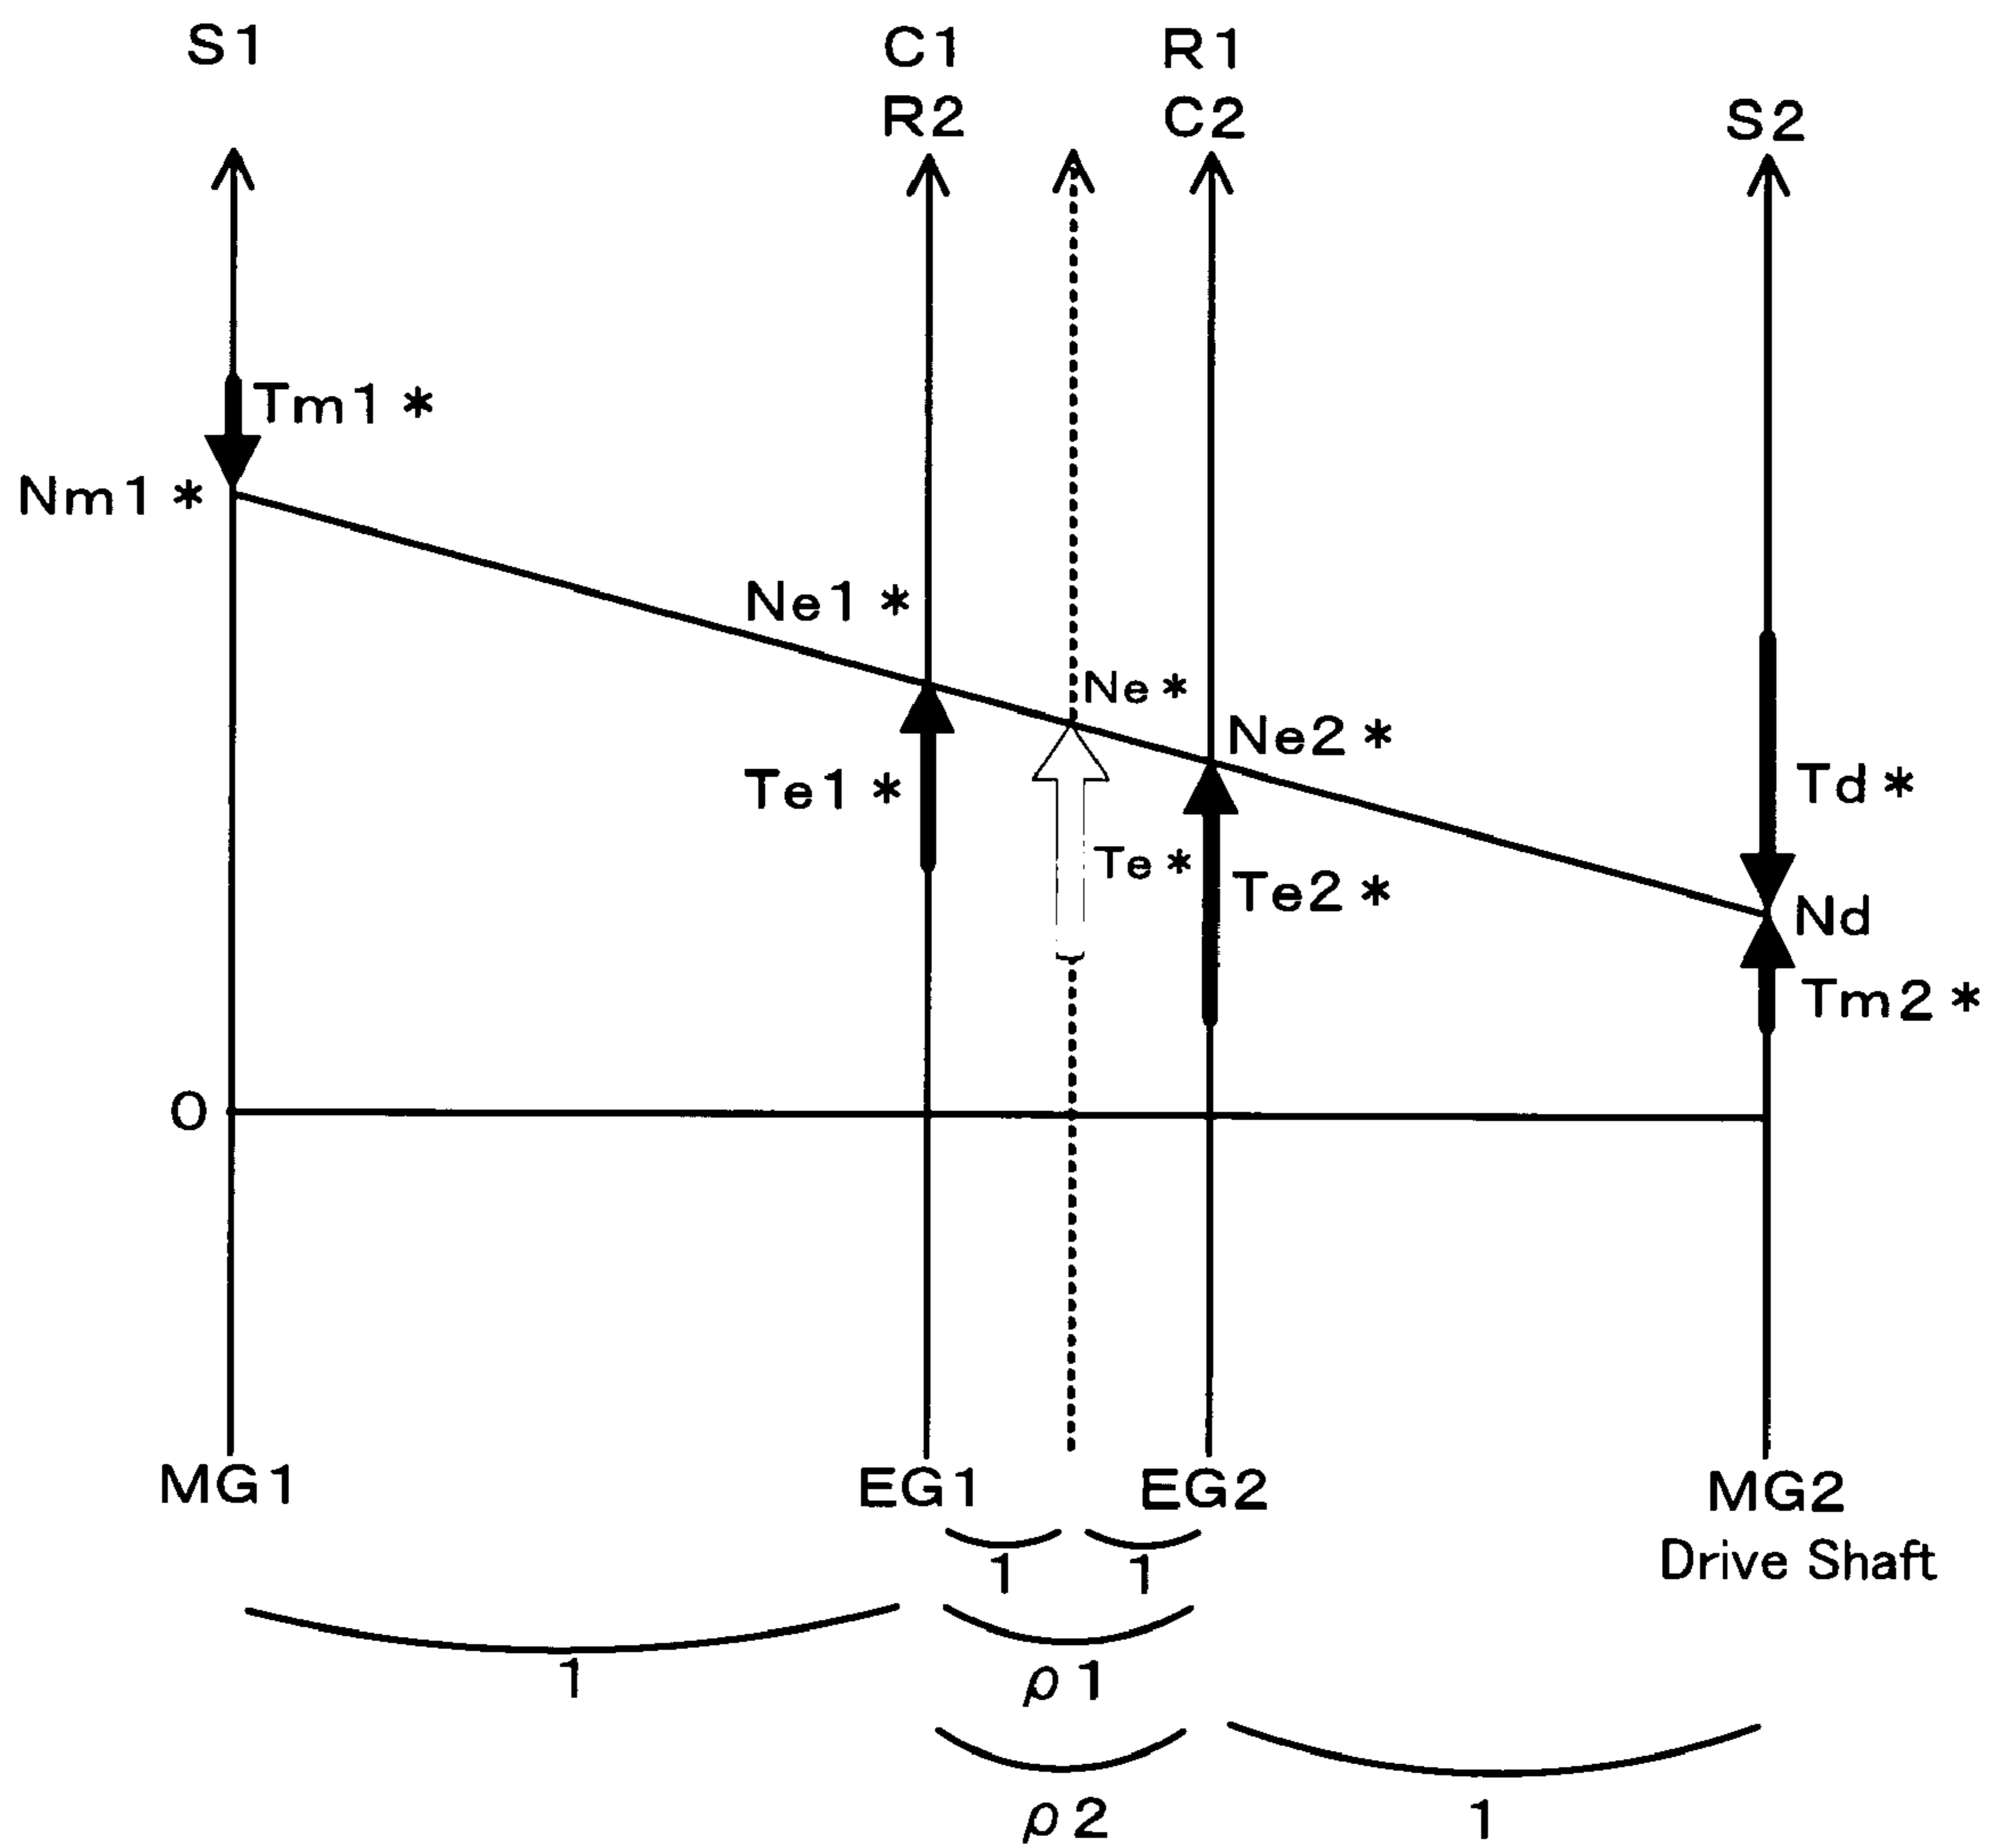 S1
C1
R1
R2
C2
S2
Tm1*
Nm1*
Ne1*
Ne*
Ne2*
Te1*
Td*
Te*
Te2*
Nd
Tm2*
0
MG1
EG1
EG2
MG2
Drive Shaft
1
1
1
ρ1
ρ2
1